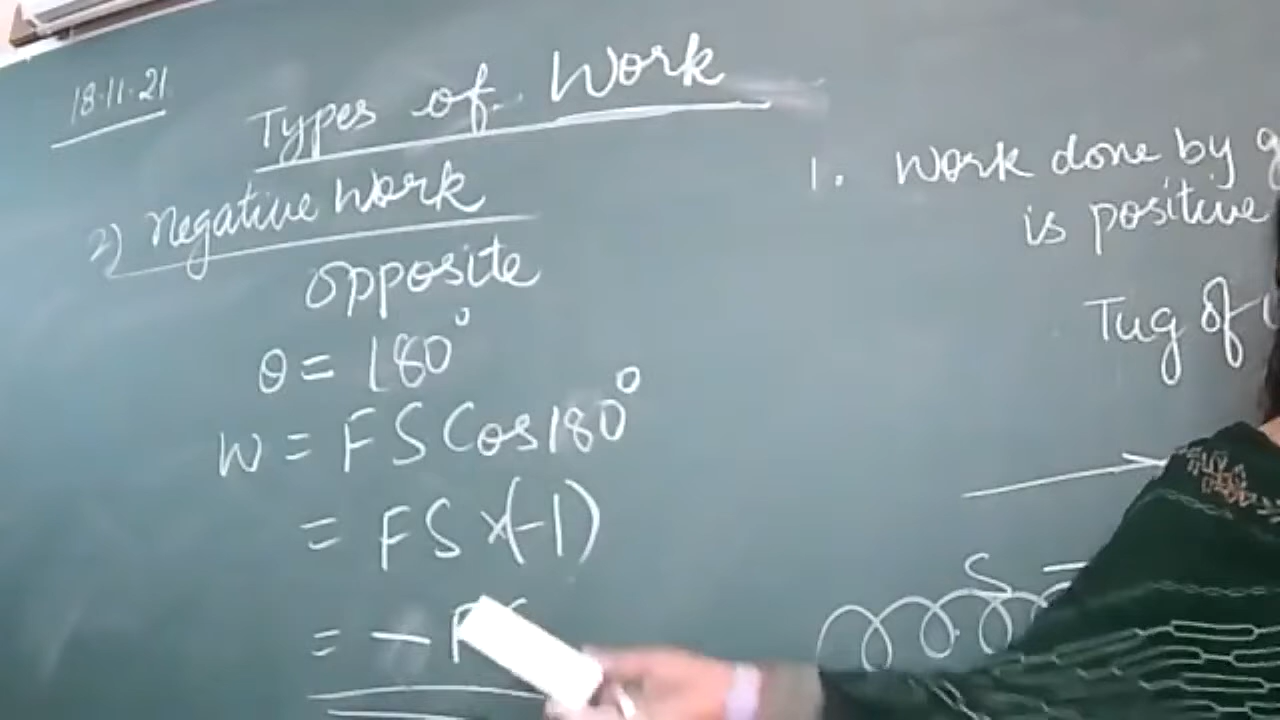 18.11.21
Types of Work
2) Negative Work
opposite
θ = 180°
W = FS Cos180°
= FS×(-1)
= - F
1. Work done by
is positive
Tug of
S